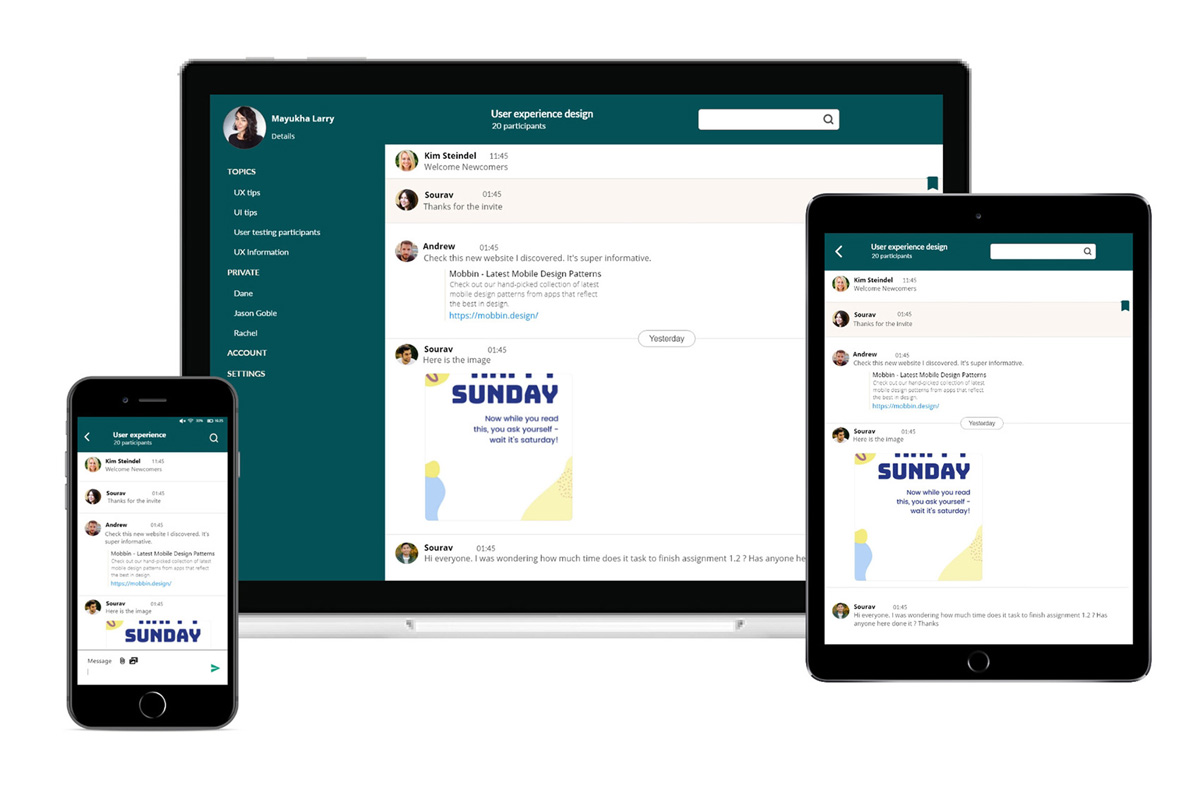 Mayukha Larry
Details
TOPICS
UX tips
UI tips
User testing participants
UX Information
PRIVATE
Dane
Jason Goble
Rachel
ACCOUNT
SETTINGS
User experience design
20 participants
Kim Steindel 11:45
Welcome Newcomers
Sourav 01:45
Thanks for the invite
Andrew 01:45
Check this new website I discovered. It's super informative.
Mobbin - Latest Mobile Design Patterns
Check out our hand-picked collection of latest
mobile design patterns from apps that reflect
the best in design.
https://mobbin.design/
Yesterday
Sourav 01:45
Here is the image
HAPPY
SUNDAY
Now while you read
this, you ask yourself -
wait it's saturday!
Sourav 01:45
Hi everyone. I was wondering how much time does it task to finish assignment 1.2 ? Has anyone here
User experience
20 participants
Kim Steindel 11:45
Welcome Newcomers
Sourav 01:45
Thanks for the invite
Andrew 01:45
Check this new website I discovered. It's
super informative.
Mobbin - Latest Mobile Design Patterns
Check out our hand-picked collection of latest
mobile design patterns from apps that reflect
the best in design.
https://mobbin.design/
Sourav 01:45
Here is the image
SUNDAY
Message
User experience design
20 participants
Kim Steindel 11:45
Welcome Newcomers
Sourav 01:45
Thanks for the invite
Andrew 01:45
Check this new website I discovered. It's super informative.
Mobbin - Latest Mobile Design Patterns
Check out our hand-picked collection of latest
mobile design patterns from apps that reflect
the best in design.
https://mobbin.design/
Yesterday
Sourav 01:45
Here is the image
HAPPY
SUNDAY
Now while you read
this, you ask yourself -
wait it's saturday!
Sourav 01:45
Hi everyone. I was wondering how much time does it task to finish assignment 1.2 ? Has
anyone here done it ? Thanks